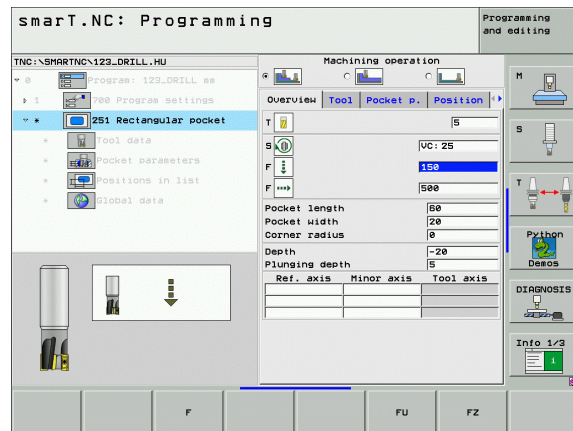 smarT.NC: Programming
Programming
and editing
TNC:\SMARTNC\123_DRILL.HU
0 Program: 123_DRILL mm
1 700 Program settings
* 251 Rectangular pocket
* Tool data
* Pocket parameters
* Positions in list
* Global data
Machining operation
Overview Tool Pocket p. Position
T 5
S VC: 25
F 150
F 500
Pocket length 60
Pocket width 20
Corner radius 0
Depth -20
Plunging depth 5
Ref. axis Minor axis Tool axis
M
S
T
Python
Demos
DIAGNOSIS
Info 1/3
i
F FU FZ